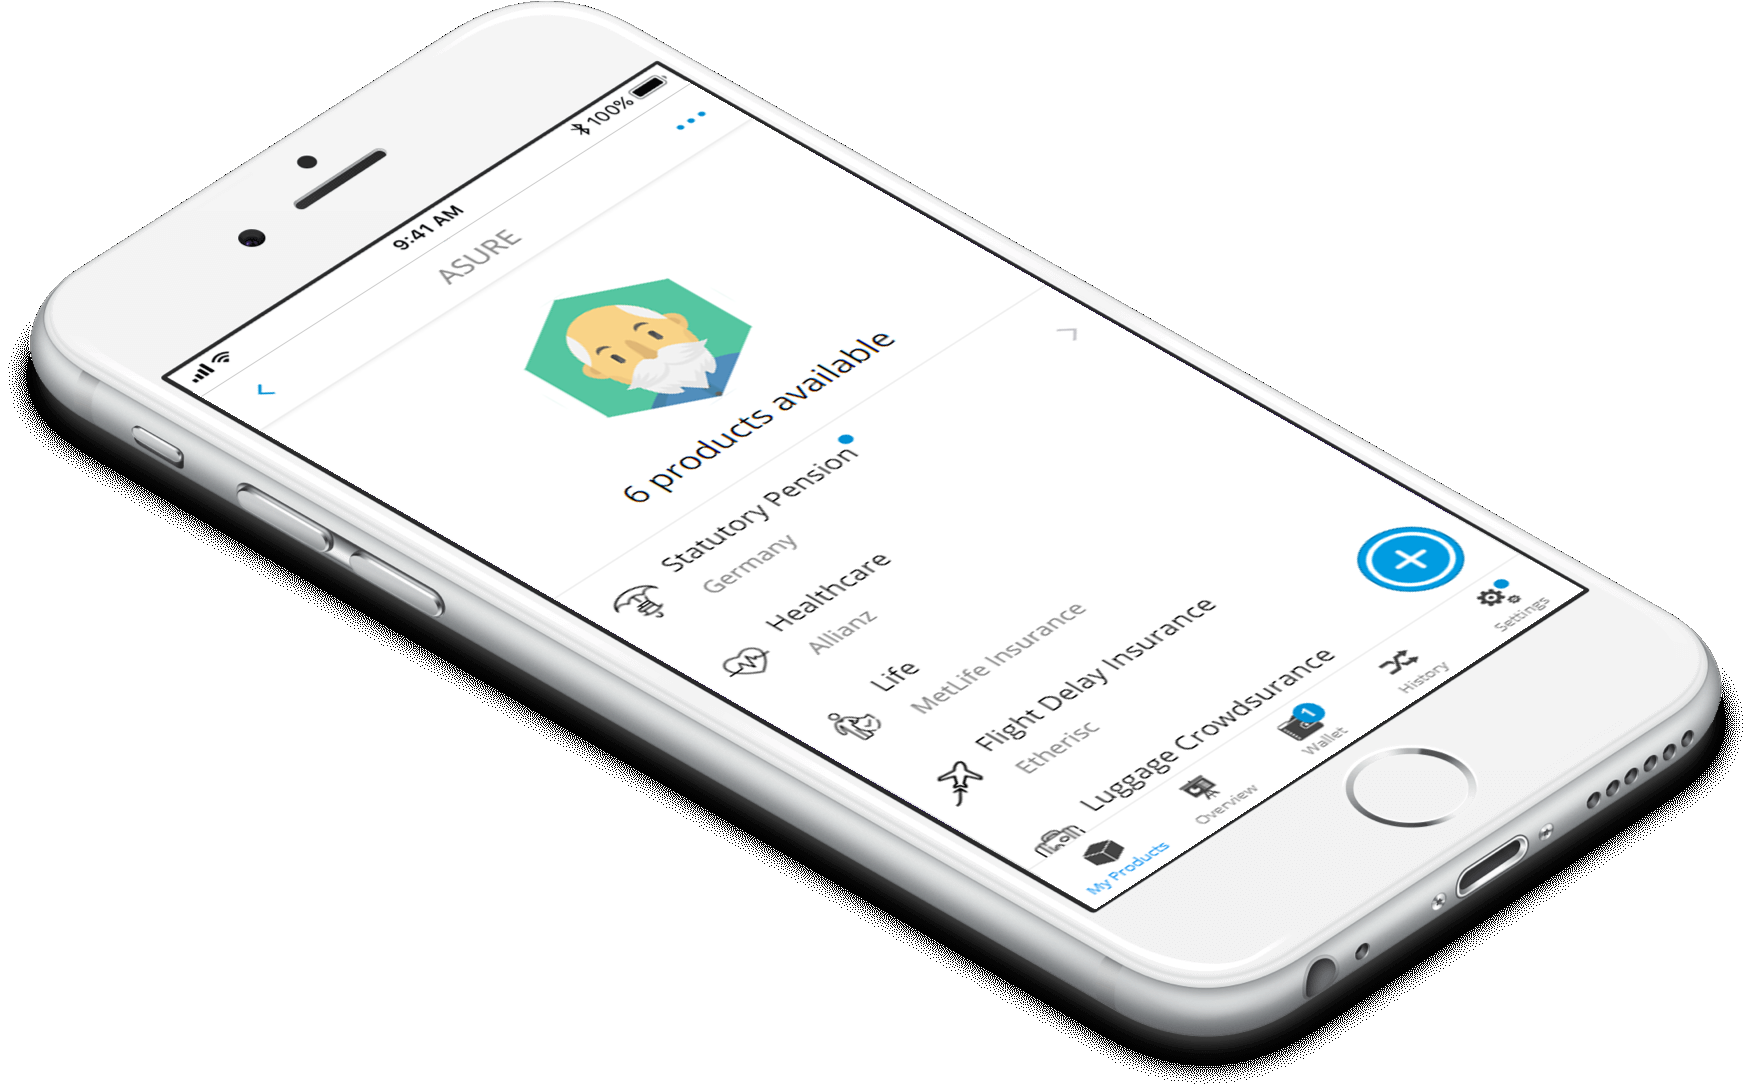 9:41 AM
100%
ASURE
6 products available
Statutory Pension
Germany
Healthcare
Allianz
Life
MetLife Insurance
Flight Delay Insurance
Etherisc
Luggage Crowdsurance
My Products
Overview
1
Wallet
History
Settings